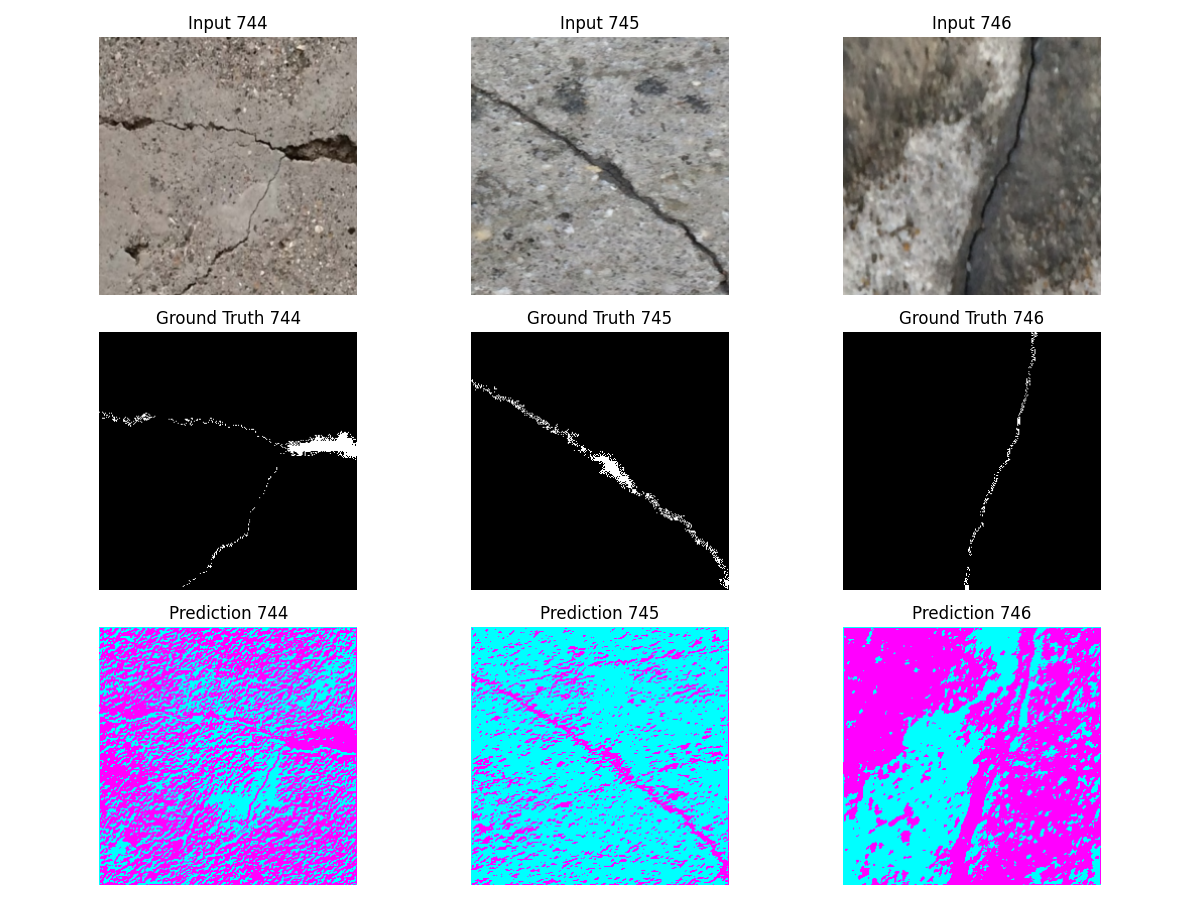 Input 744
Input 745
Input 746
Ground Truth 744
Ground Truth 745
Ground Truth 746
Prediction 744
Prediction 745
Prediction 746